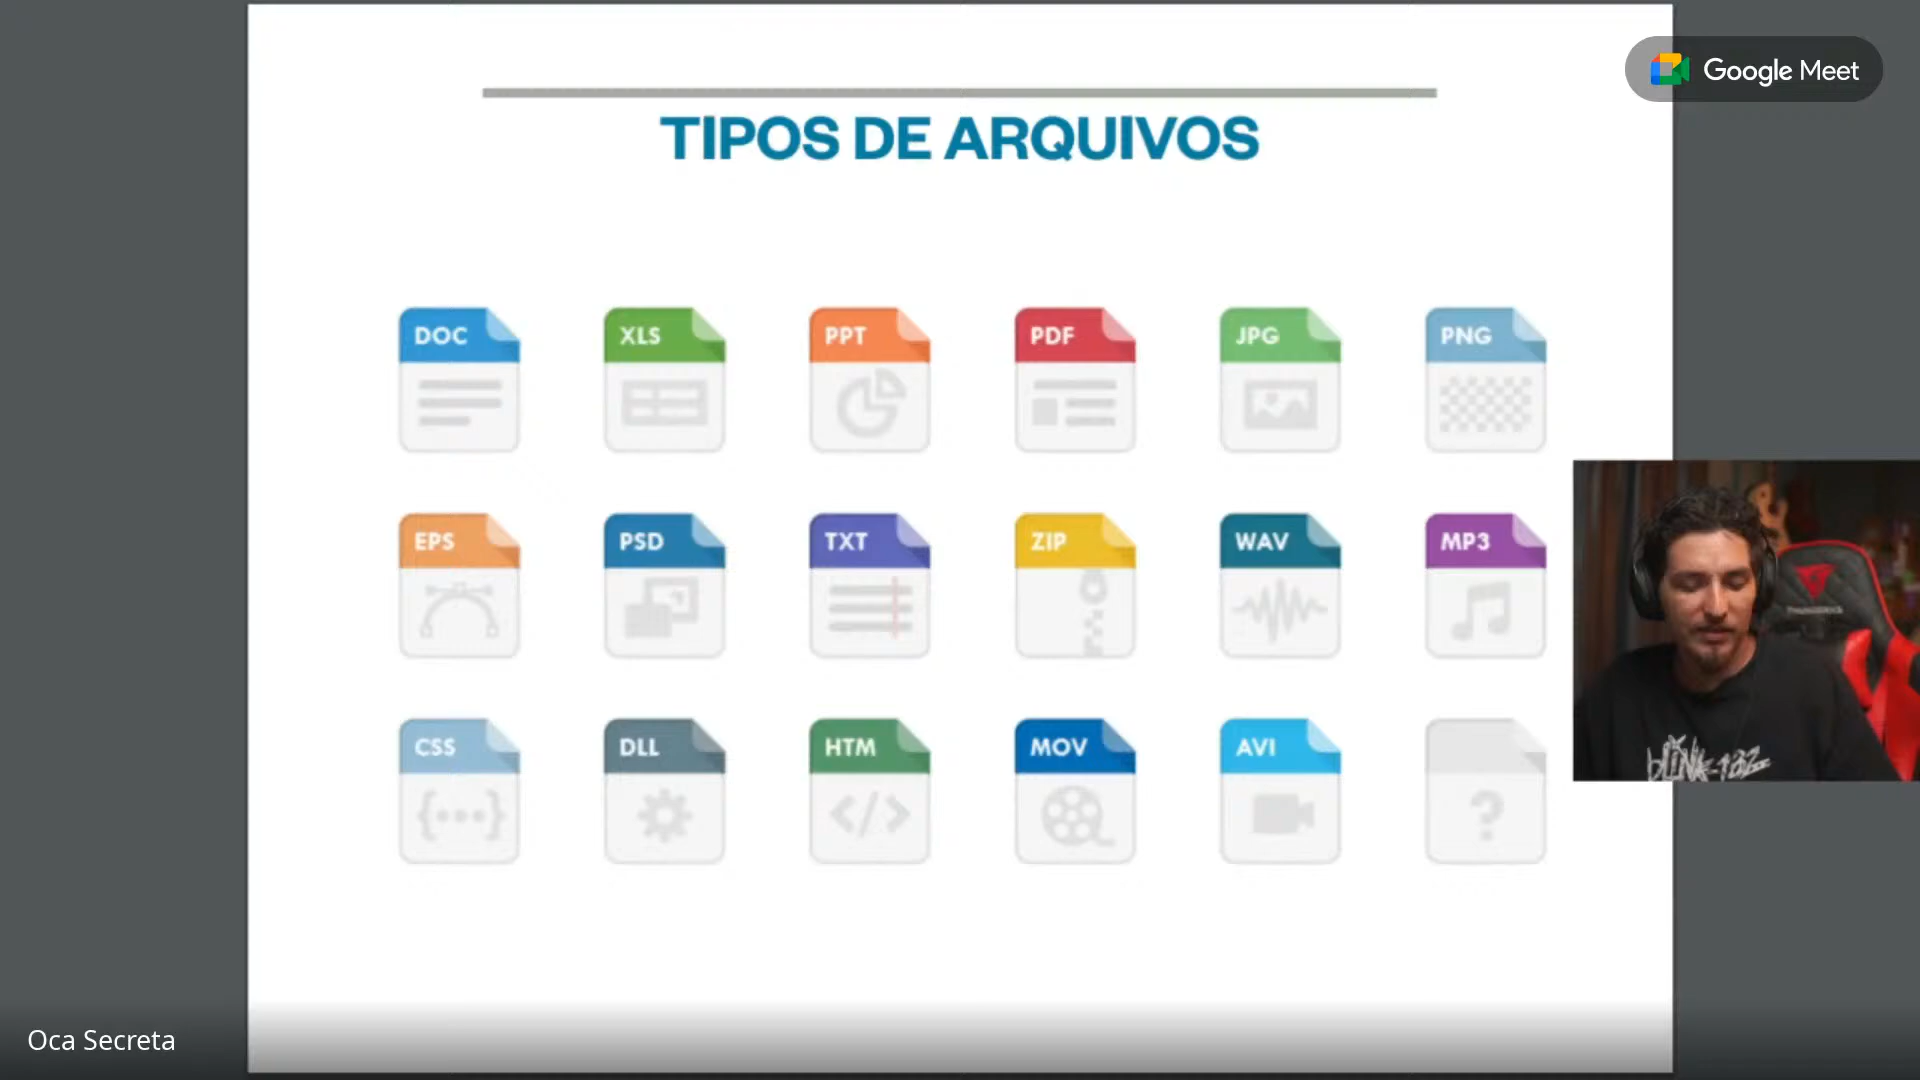 Google Meet
TIPOS DE ARQUIVOS
DOC XLS PPT PDF JPG PNG
EPS PSD TXT ZIP WAV MP3
CSS DLL HTM MOV AVI ?
blink-182
Oca Secreta